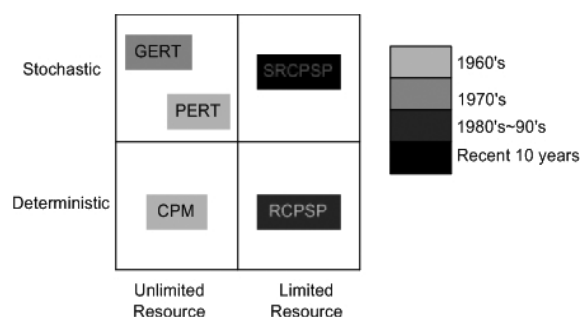 GERT
Stochastic
SRCPSP
PERT
Deterministic
CPM
RCPSP
Unlimited
Resource
Limited
Resource
1960's
1970's
1980's~90's
Recent 10 years